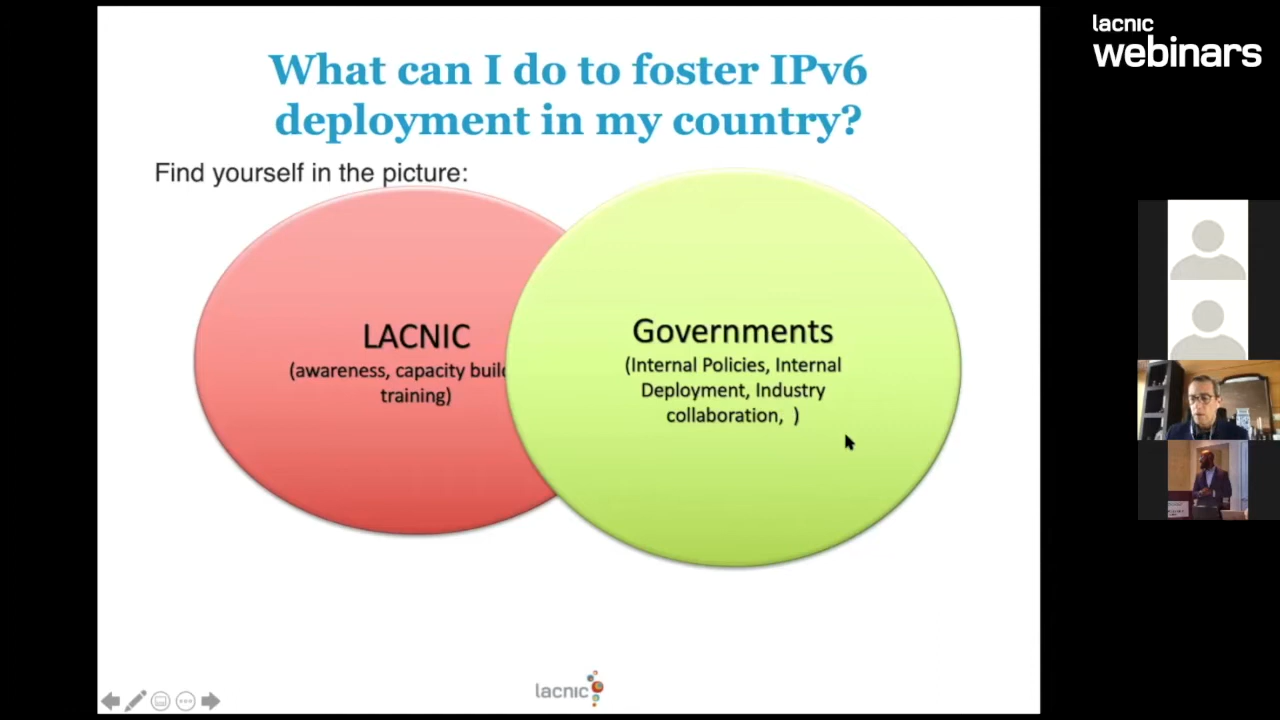 What can I do to foster IPv6
deployment in my country?
Find yourself in the picture:
LACNIC
(awareness, capacity
training)
Governments
(Internal Policies, Internal
Deployment, Industry
collaboration, )
lacnic
lacnic
webinars